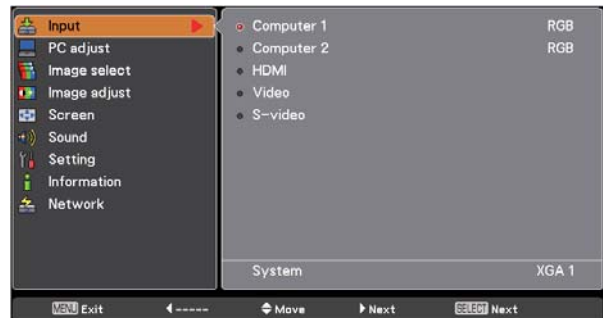 Input
PC adjust
Image select
Image adjust
Screen
Sound
Setting
Information
Network
Computer 1 RGB
Computer 2 RGB
HDMI
Video
S-video
System XGA 1
MENU Exit ----- Move Next SELECT Next